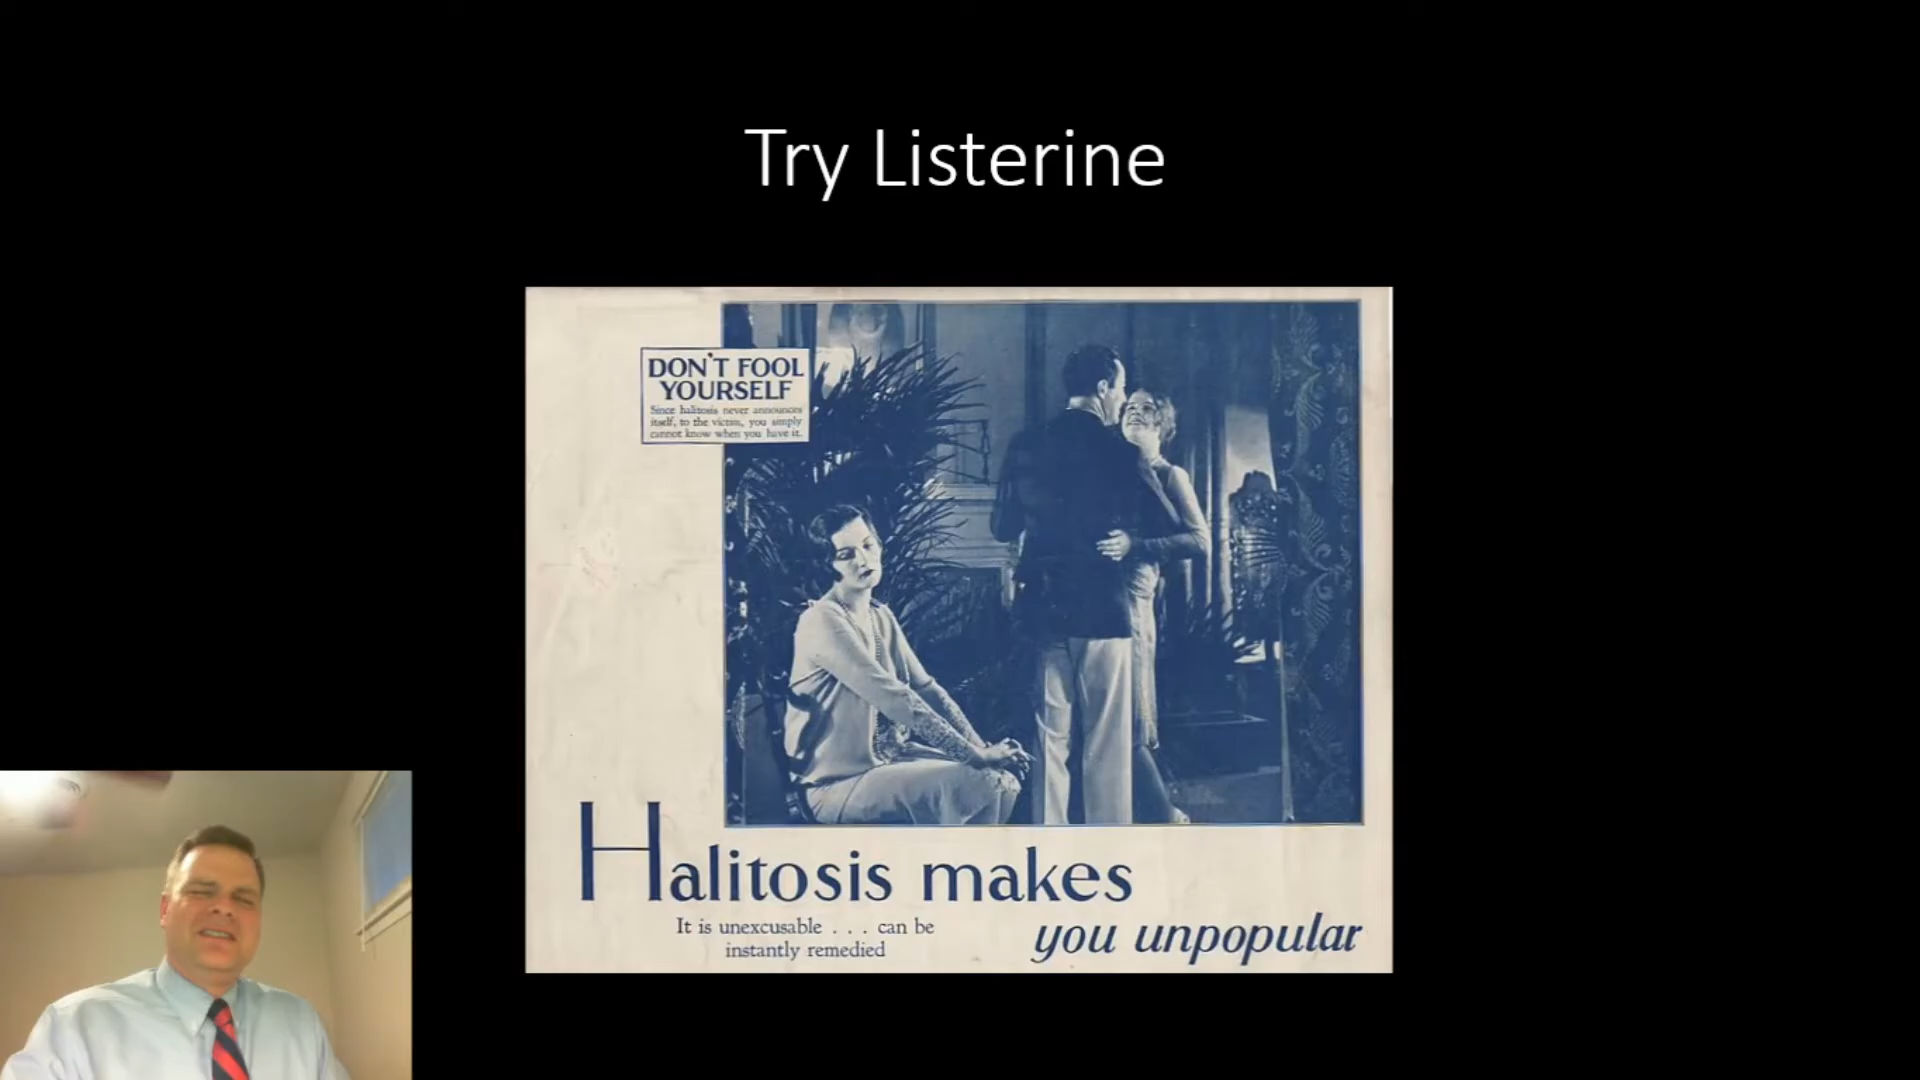 Try Listerine
DON'T FOOL
YOURSELF
Since halitosis never announces
itself, to the victim, you simply
cannot know when you have it.
Halitosis makes
you unpopular
It is unexcusable . . . can be
instantly remedied